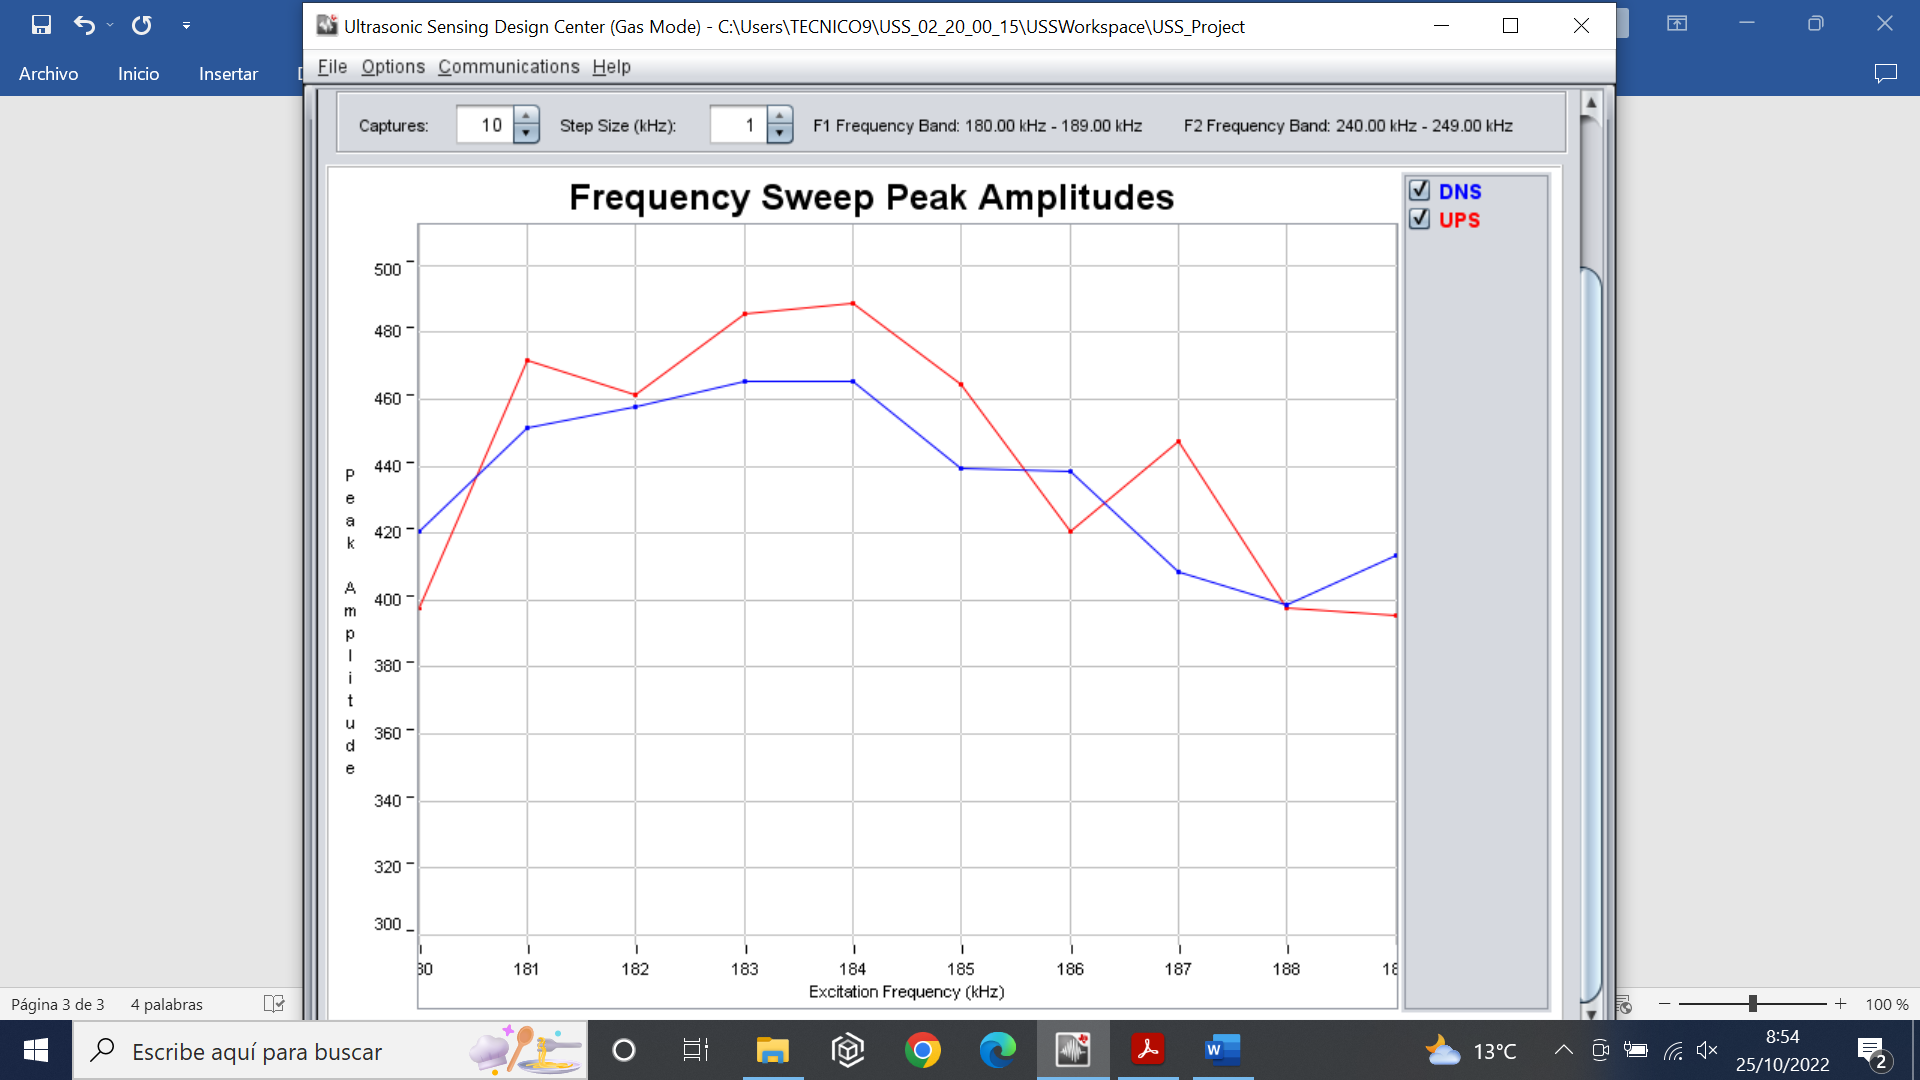 Ultrasonic Sensing Design Center (Gas Mode) - C:\Users\TECNICO9\USS_02_20_00_15\USSWorkspace\USS_Project
Archivo Inicio Insertar
File Options Communications Help
Captures: 10 Step Size (kHz): 1 F1 Frequency Band: 180.00 kHz - 189.00 kHz F2 Frequency Band: 240.00 kHz - 249.00 kHz
Frequency Sweep Peak Amplitudes
DNS
UPS
500
480
460
440
420
400
380
360
340
320
300
Peak Amplitude
80 181 182 183 184 185 186 187 188 18
Excitation Frequency (kHz)
Página 3 de 3 4 palabras 100 %
Escribe aquí para buscar
13°C
8:54
25/10/2022
2